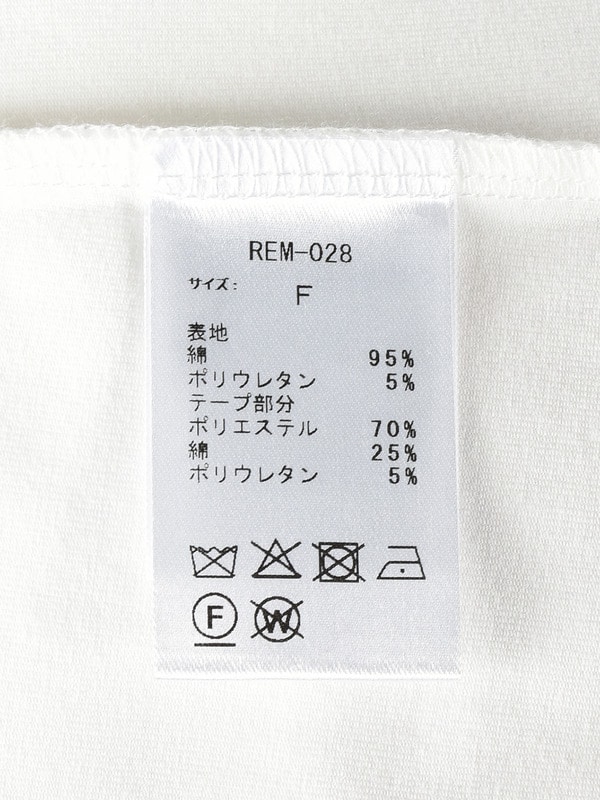 REM-028
サイズ: F
表地
綿 95%
ポリウレタン 5%
テープ部分
ポリエステル 70%
綿 25%
ポリウレタン 5%
F W